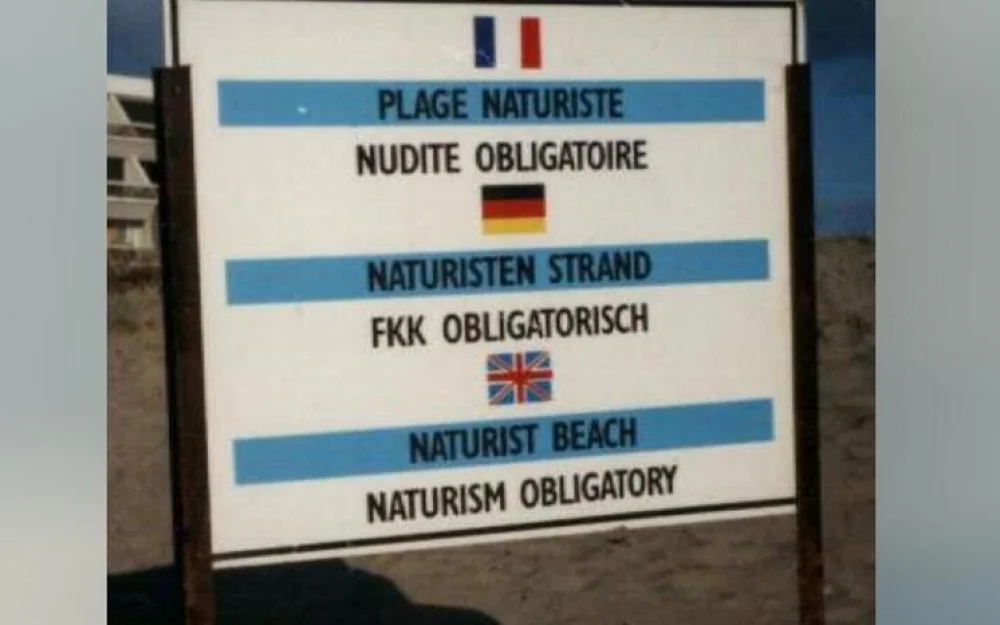 PLAGE NATURISTE
NUDITE OBLIGATOIRE
NATURISTEN STRAND
FKK OBLiGATORISCH
NATURIST BEACH
NATURISM OBLIGATORY